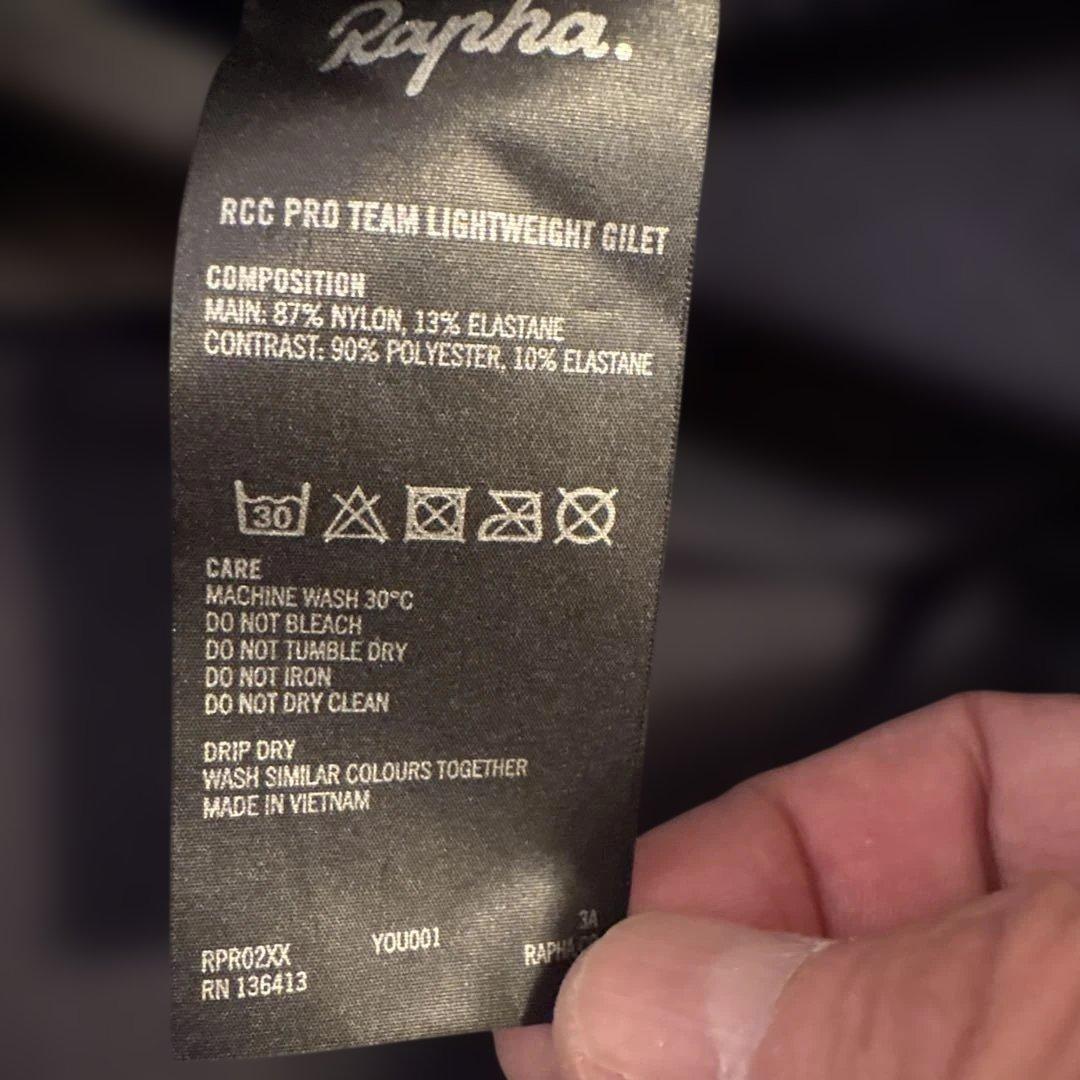 Rapha.
RCC PRO TEAM LIGHTWEIGHT GILET
COMPOSITION
MAIN: 87% NYLON, 13% ELASTANE
CONTRAST: 90% POLYESTER, 10% ELASTANE
30
CARE
MACHINE WASH 30°C
DO NOT BLEACH
DO NOT TUMBLE DRY
DO NOT IRON
DO NOT DRY CLEAN
DRIP DRY
WASH SIMILAR COLOURS TOGETHER
MADE IN VIETNAM
3A
RPR02XX YOU001 RAPHA
RN 136413